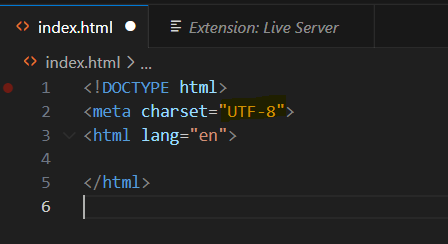 index.html
Extension: Live Server
index.html > ...
1 <!DOCTYPE html>
2 <meta charset="UTF-8">
3 <html lang="en">
4
5 </html>
6